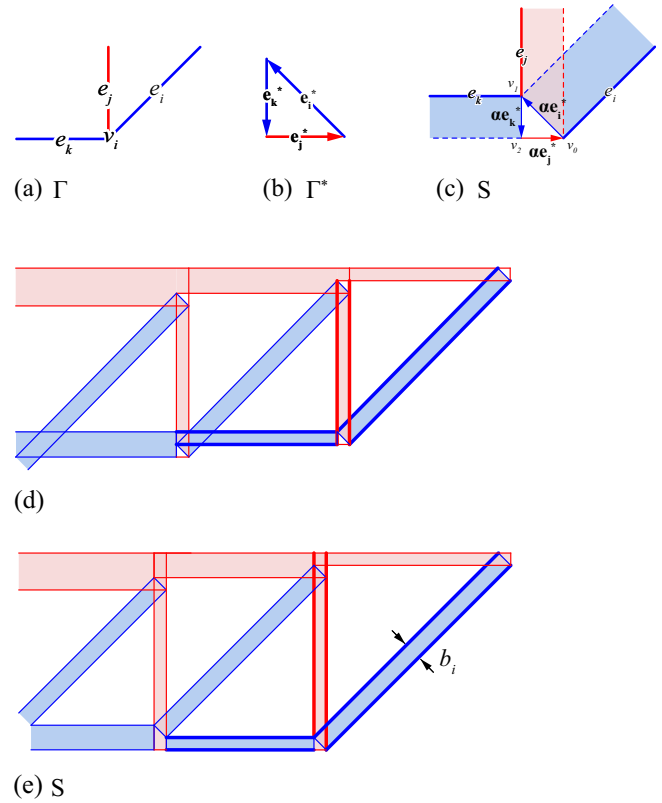 e_j e_i
e_k v_i
e_k^* e_i^*
e_j^*
e_j
v_1 e_k e_i
αe_k^* αe_i^*
v_2 αe_j^* v_0
(a) Γ (b) Γ^* (c) S
(d)
b_i
(e) S